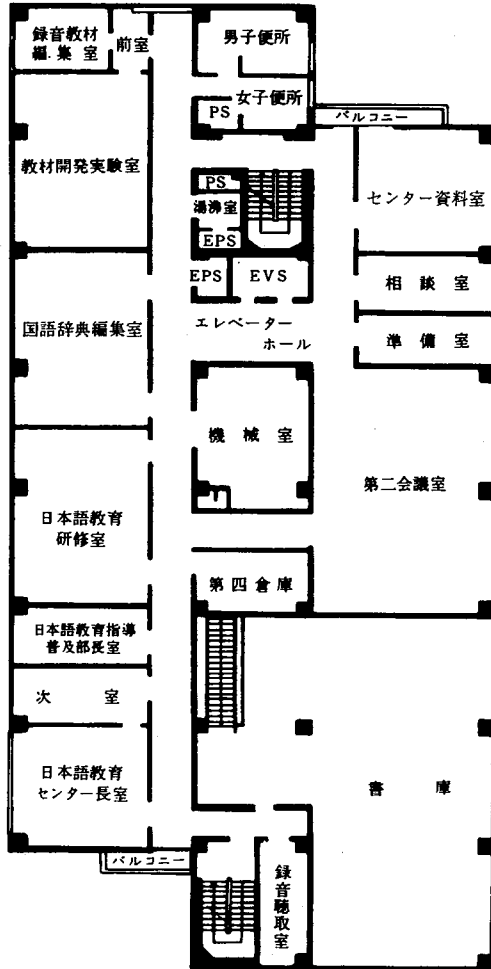 録音教材
編集室
前室
男子便所
女子便所
PS
バルコニー
教材開発実験室
センター資料室
PS
湯沸室
EPS
EPS
EVS
相談室
国語辞典編集室
エレベーター
ホール
準備室
機械室
第二会議室
日本語教育
研修室
第四倉庫
日本語教育指導
普及部長室
次室
日本語教育
センター長室
書庫
バルコニー
録音聴取室